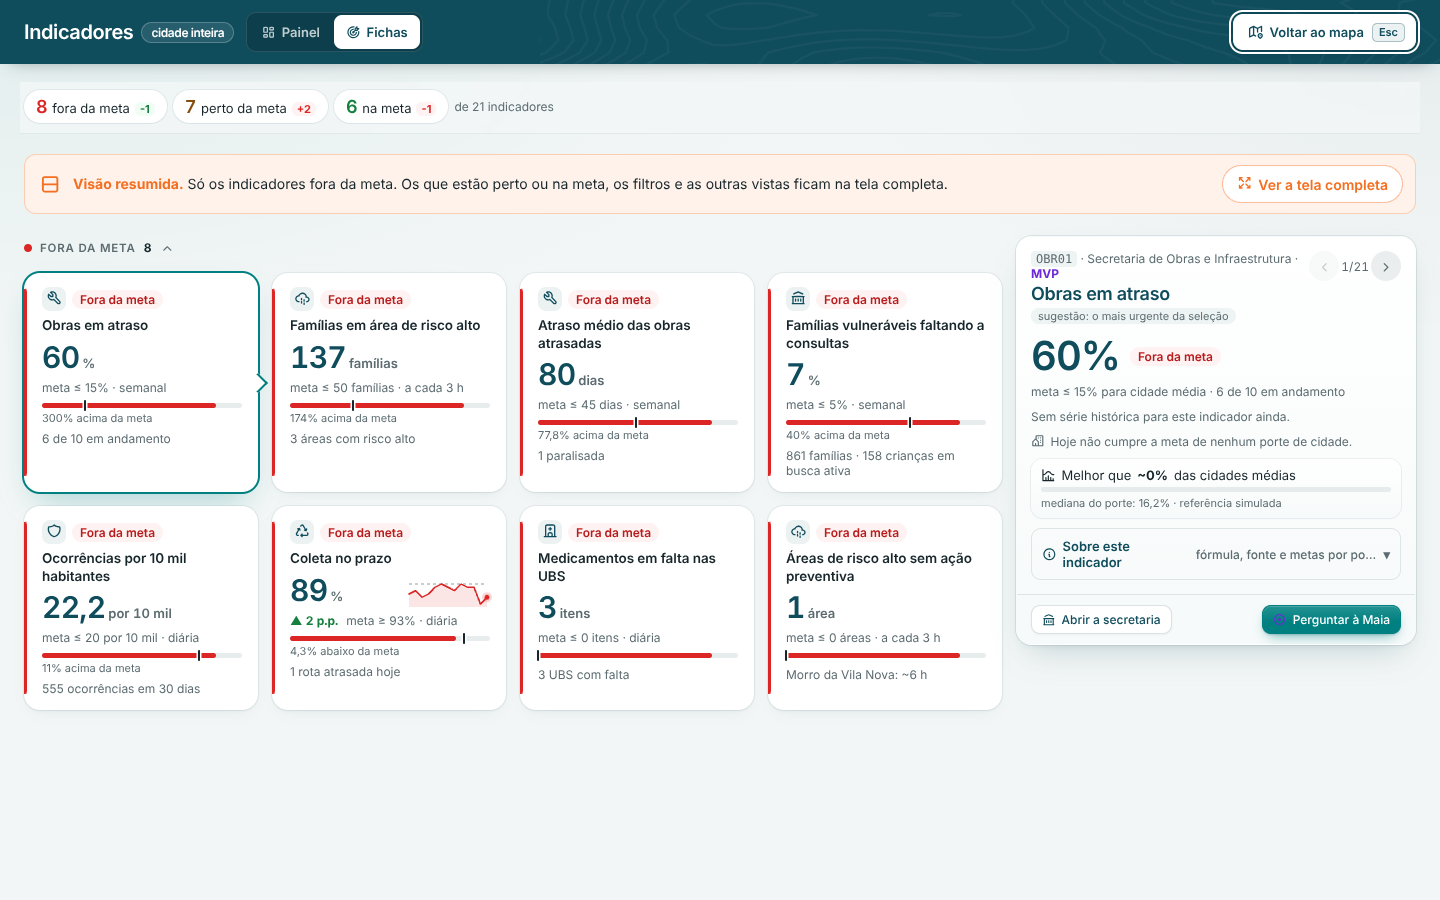 Indicadores cidade inteira Painel Fichas Voltar ao mapa Esc
8 fora da meta -1 7 perto da meta +2 6 na meta -1 de 21 indicadores
Visão resumida. Só os indicadores fora da meta. Os que estão perto ou na meta, os filtros e as outras vistas ficam na tela completa. Ver a tela completa
FORA DA META 8
Fora da meta
Obras em atraso
60 %
meta ≤ 15% · semanal
300% acima da meta
6 de 10 em andamento
Fora da meta
Famílias em área de risco alto
137 famílias
meta ≤ 50 famílias · a cada 3 h
174% acima da meta
3 áreas com risco alto
Fora da meta
Atraso médio das obras
atrasadas
80 dias
meta ≤ 45 dias · semanal
77,8% acima da meta
1 paralisada
Fora da meta
Famílias vulneráveis faltando a
consultas
7 %
meta ≤ 5% · semanal
40% acima da meta
861 famílias · 158 crianças em
busca ativa
Fora da meta
Ocorrências por 10 mil
habitantes
22,2 por 10 mil
meta ≤ 20 por 10 mil · diária
11% acima da meta
555 ocorrências em 30 dias
Fora da meta
Coleta no prazo
89 %
▲ 2 p.p. meta ≥ 93% · diária
4,3% abaixo da meta
1 rota atrasada hoje
Fora da meta
Medicamentos em falta nas
UBS
3 itens
meta ≤ 0 itens · diária
3 UBS com falta
Fora da meta
Áreas de risco alto sem ação
preventiva
1 área
meta ≤ 0 áreas · a cada 3 h
Morro da Vila Nova: ~6 h
OBR01 · Secretaria de Obras e Infraestrutura ·
MVP
1/21
Obras em atraso
sugestão: o mais urgente da seleção
60% Fora da meta
meta ≤ 15% para cidade média · 6 de 10 em andamento
Sem série histórica para este indicador ainda.
Hoje não cumpre a meta de nenhum porte de cidade.
Melhor que ~0% das cidades médias
mediana do porte: 16,2% · referência simulada
Sobre este
indicador
fórmula, fonte e metas por po... ▼
Abrir a secretaria Perguntar à Maia